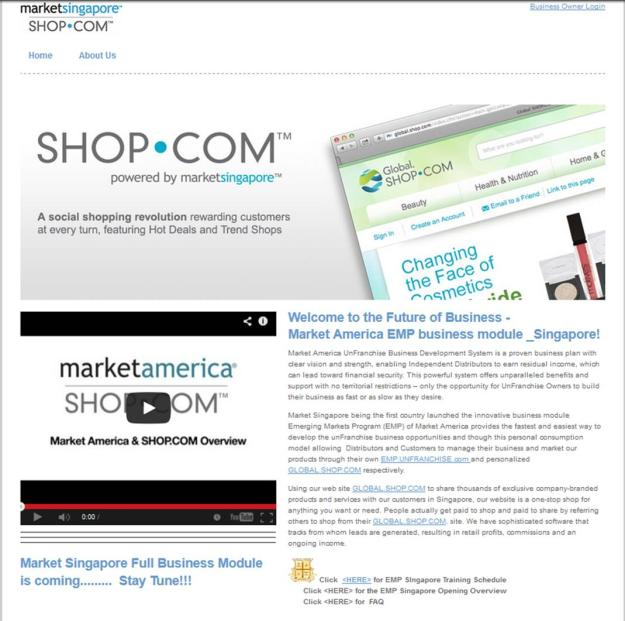 marketsingapore™
SHOP•COM™
Business Owner Login
Home
About Us
SHOP•COM™
powered by marketsingapore™
A social shopping revolution rewarding customers
at every turn, featuring Hot Deals and Trend Shops
global.shop.com
Global.
SHOP•COM
What are you looking for?
Beauty
Health & Nutrition
Home & G
Sign In
Create an Account
Email to a Friend
Link to this page
Changing
the Face of
Cosmetics
marketamerica®
SHOP•COM™
Market America & SHOP.COM Overview
0:00 /
YouTube
Market Singapore Full Business Module
is coming......... Stay Tune!!!
Welcome to the Future of Business -
Market America EMP business module _Singapore!
Market America UnFranchise Business Development System is a proven business plan with
clear vision and strength, enabling Independent Distributors to earn residual income, which
can lead toward financial security. This powerful system offers unparalleled benefits and
support with no territorial restrictions – only the opportunity for UnFranchise Owners to build
their business as fast or as slow as they desire.
Market Singapore being the first country launched the innovative business module
Emerging Markets Program (EMP) of Market America provides the fastest and easiest way to
develop the unFranchise business opportunities and though this personal consumption
model allowing Distributors and Customers to manage their business and market our
products through their own EMP.UNFRANCHISE.com and personalized
GLOBAL.SHOP.COM respectively.
Using our web site GLOBAL.SHOP.COM to share thousands of exclusive company-branded
products and services with our customers in Singapore, our website is a one-stop shop for
anything you want or need. People actually get paid to shop and paid to share by referring
others to shop from their GLOBAL.SHOP.COM. site. We have sophisticated software that
tracks from whom leads are generated, resulting in retail profits, commissions and an
ongoing income.
Click <HERE> for EMP SIngapore Training Schedule
Click <HERE> for the EMP Singapore Opening Overview
Click <HERE> for FAQ